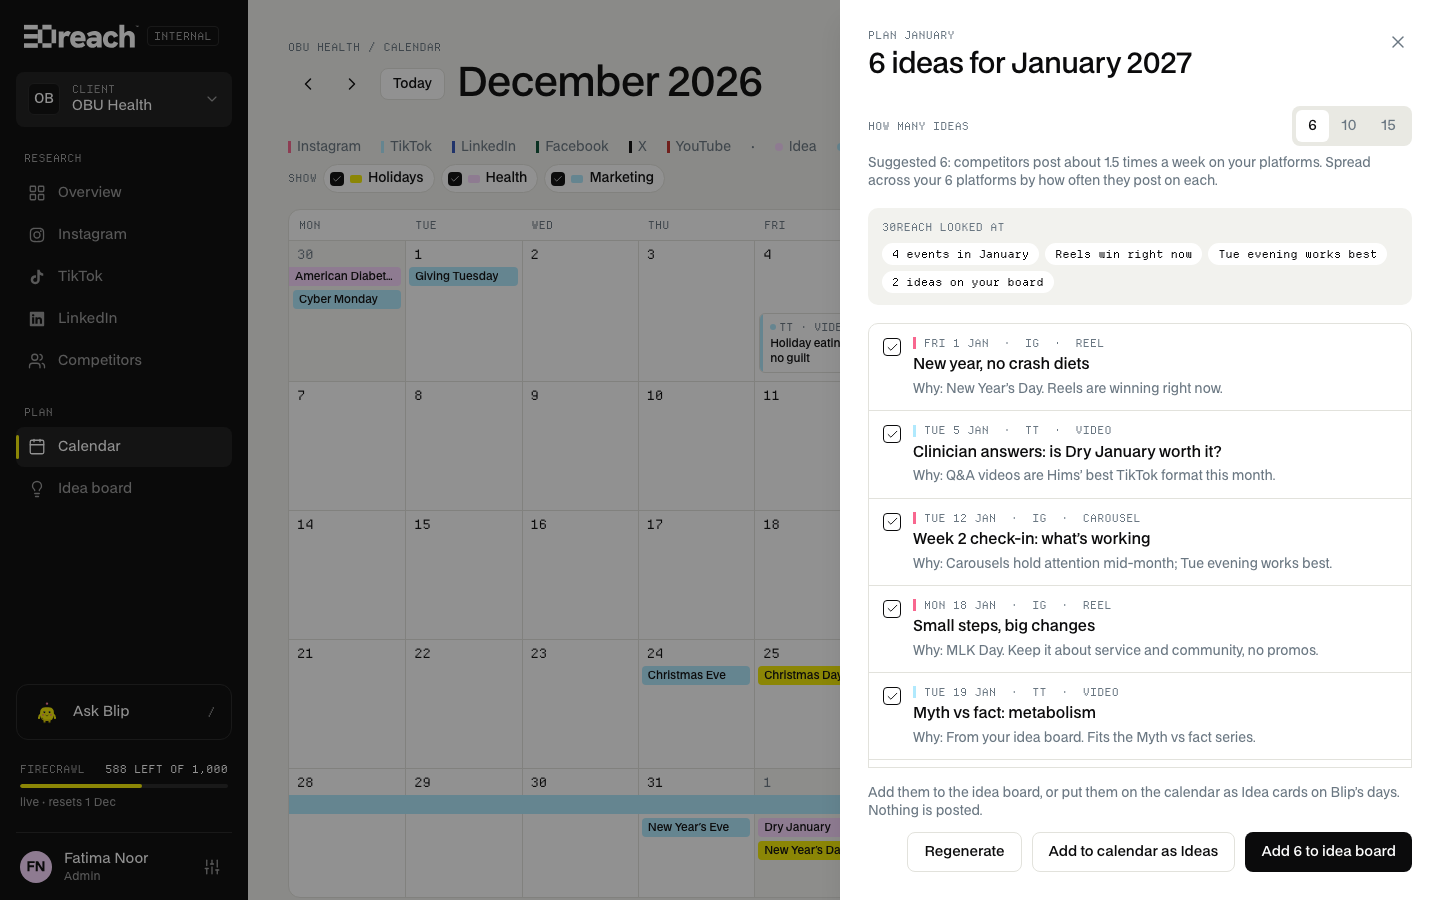 30reach INTERNAL
OB
CLIENT
OBU Health
RESEARCH
Overview
Instagram
TikTok
LinkedIn
Competitors
PLAN
Calendar
Idea board
Ask Blip /
FIRECRAWL 588 LEFT OF 1,000
live · resets 1 Dec
FN
Fatima Noor
Admin
OBU HEALTH / CALENDAR
Today December 2026
Instagram TikTok LinkedIn Facebook X YouTube · Idea
SHOW Holidays Health Marketing
MON TUE WED THU FRI
30 1 2 3 4
American Diabet... Giving Tuesday
Cyber Monday
TT · VIDE
Holiday eatin
no guilt
7 8 9 10 11
14 15 16 17 18
21 22 23 24 25
Christmas Eve Christmas Day
28 29 30 31 1
New Year's Eve Dry January
New Year's Da
PLAN JANUARY
6 ideas for January 2027
HOW MANY IDEAS 6 10 15
Suggested 6: competitors post about 1.5 times a week on your platforms. Spread
across your 6 platforms by how often they post on each.
30REACH LOOKED AT
4 events in January Reels win right now Tue evening works best
2 ideas on your board
FRI 1 JAN · IG · REEL
New year, no crash diets
Why: New Year's Day. Reels are winning right now.
TUE 5 JAN · TT · VIDEO
Clinician answers: is Dry January worth it?
Why: Q&A videos are Hims' best TikTok format this month.
TUE 12 JAN · IG · CAROUSEL
Week 2 check-in: what's working
Why: Carousels hold attention mid-month; Tue evening works best.
MON 18 JAN · IG · REEL
Small steps, big changes
Why: MLK Day. Keep it about service and community, no promos.
TUE 19 JAN · TT · VIDEO
Myth vs fact: metabolism
Why: From your idea board. Fits the Myth vs fact series.
Add them to the idea board, or put them on the calendar as Idea cards on Blip's days.
Nothing is posted.
Regenerate Add to calendar as Ideas Add 6 to idea board